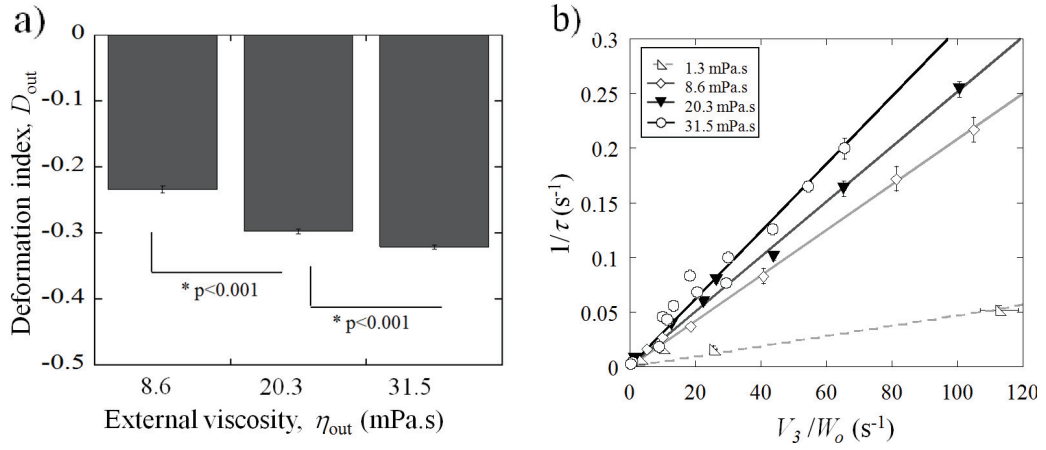 a)
Deformation index, D_out
0
-0.1
-0.2
-0.3
-0.4
-0.5
* p<0.001
* p<0.001
8.6 20.3 31.5
External viscosity, η_out (mPa.s)
b)
1/τ (s⁻¹)
0.3
0.25
0.2
0.15
0.1
0.05
0
1.3 mPa.s
8.6 mPa.s
20.3 mPa.s
31.5 mPa.s
0 20 40 60 80 100 120
V₃/Wₒ (s⁻¹)